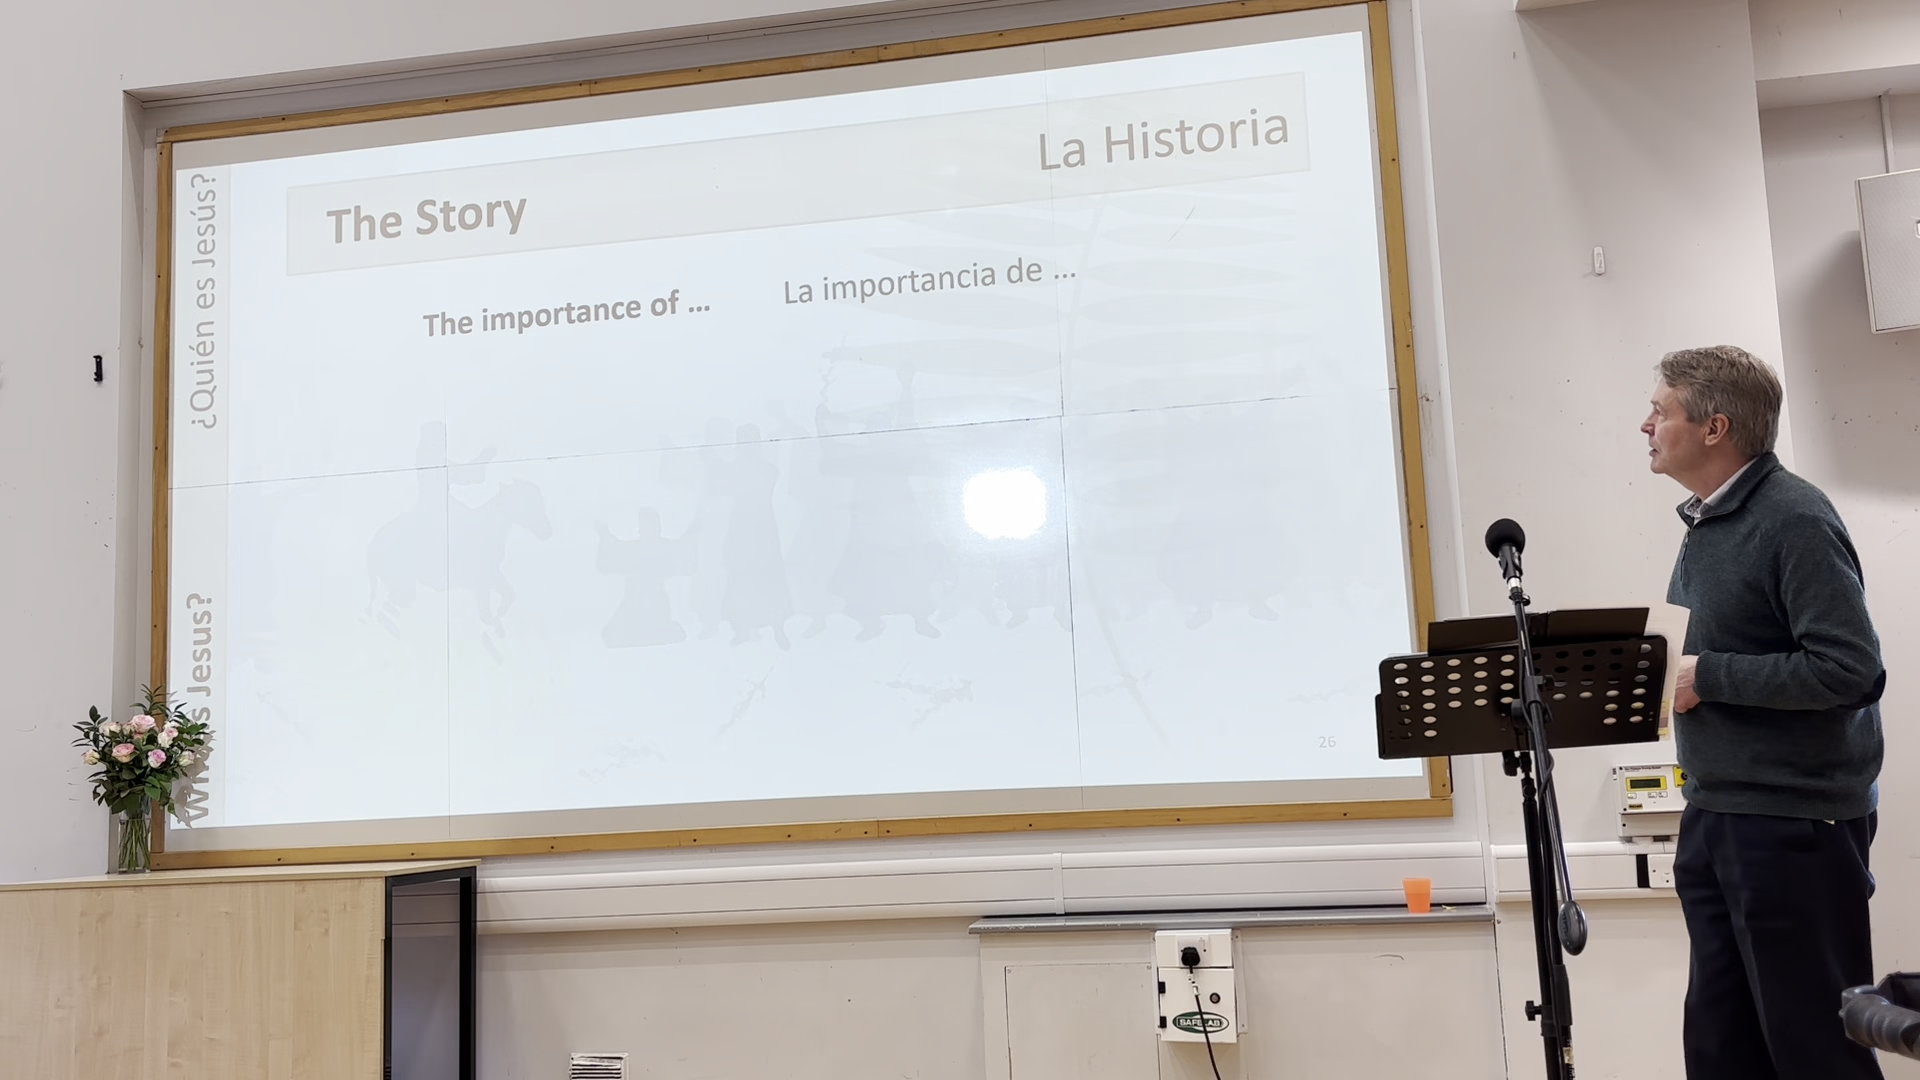 ¿Quién es Jesús?
The Story
La Historia
The importance of ...
La importancia de ...
Jesus?
26
SAFELAB